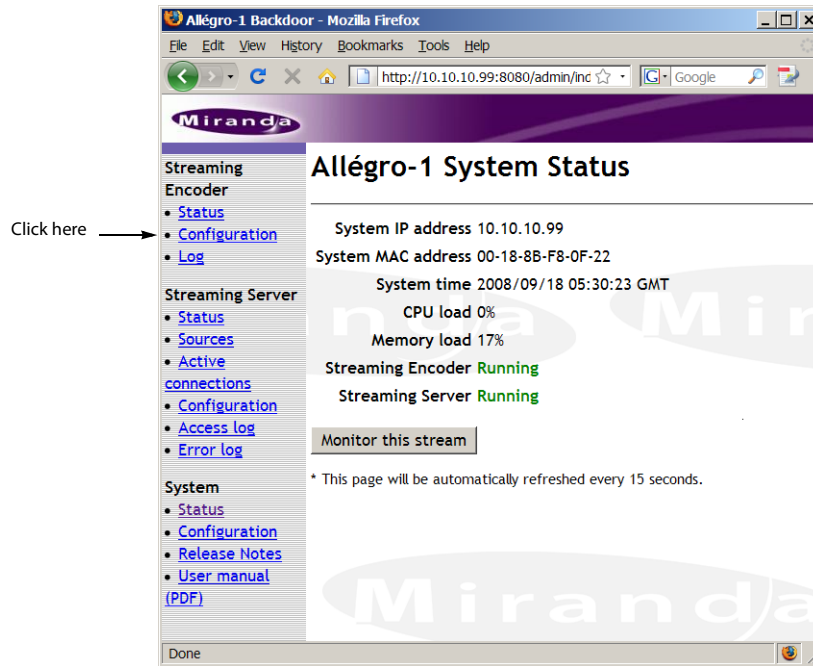 Allégro-1 Backdoor - Mozilla Firefox
File Edit View History Bookmarks Tools Help
http://10.10.10.99:8080/admin/inc
G Google
Miranda
Streaming
Encoder
• Status
Click here
• Configuration
• Log
Streaming Server
• Status
• Sources
• Active
connections
• Configuration
• Access log
• Error log
System
• Status
• Configuration
• Release Notes
• User manual
(PDF)
Allégro-1 System Status
System IP address 10.10.10.99
System MAC address 00-18-8B-F8-0F-22
System time 2008/09/18 05:30:23 GMT
CPU load 0%
Memory load 17%
Streaming Encoder Running
Streaming Server Running
Monitor this stream
* This page will be automatically refreshed every 15 seconds.
Miranda
Done